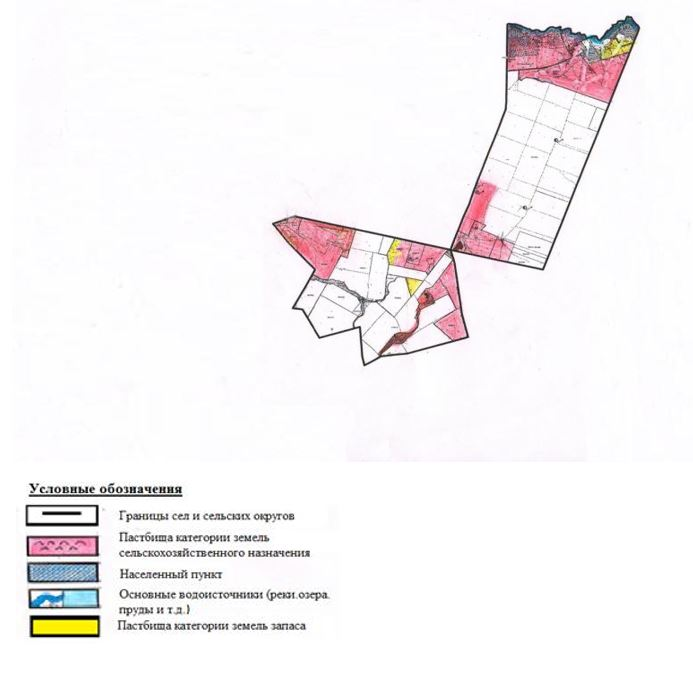 Условные обозначения
Границы сел и сельских округов
Пастбища категории земель
сельскохозяйственного назначения
Населенный пункт
Основные водоисточники (реки.озера.
пруды и т.д.)
Пастбища категории земель запаса